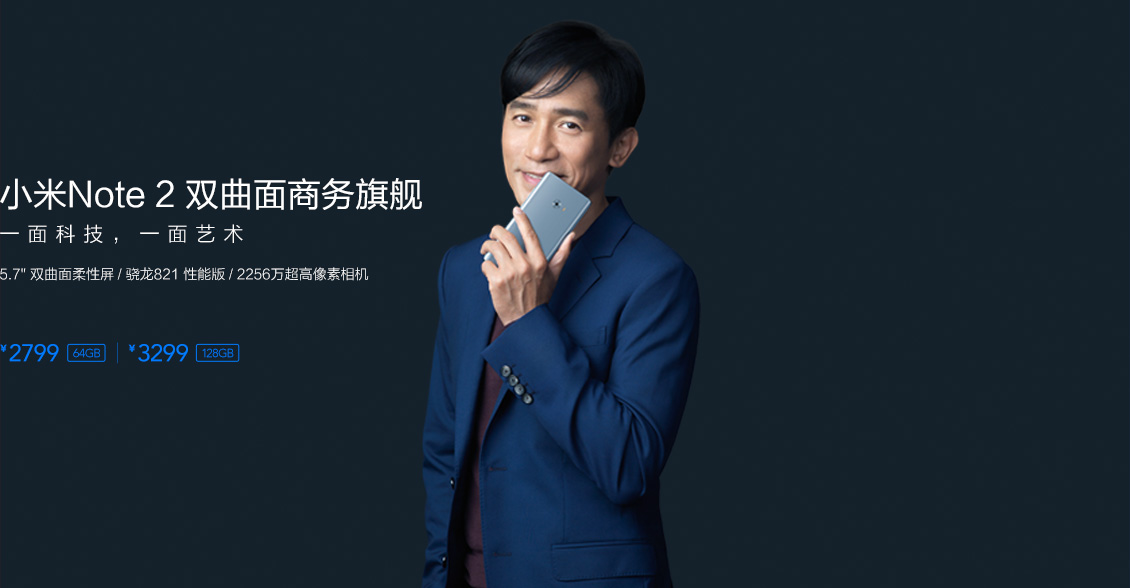 小米Note 2 双曲面商务旗舰
一面科技，一面艺术
5.7" 双曲面柔性屏 / 骁龙821 性能版 / 2256万超高像素相机
¥2799 64GB ¥3299 128GB